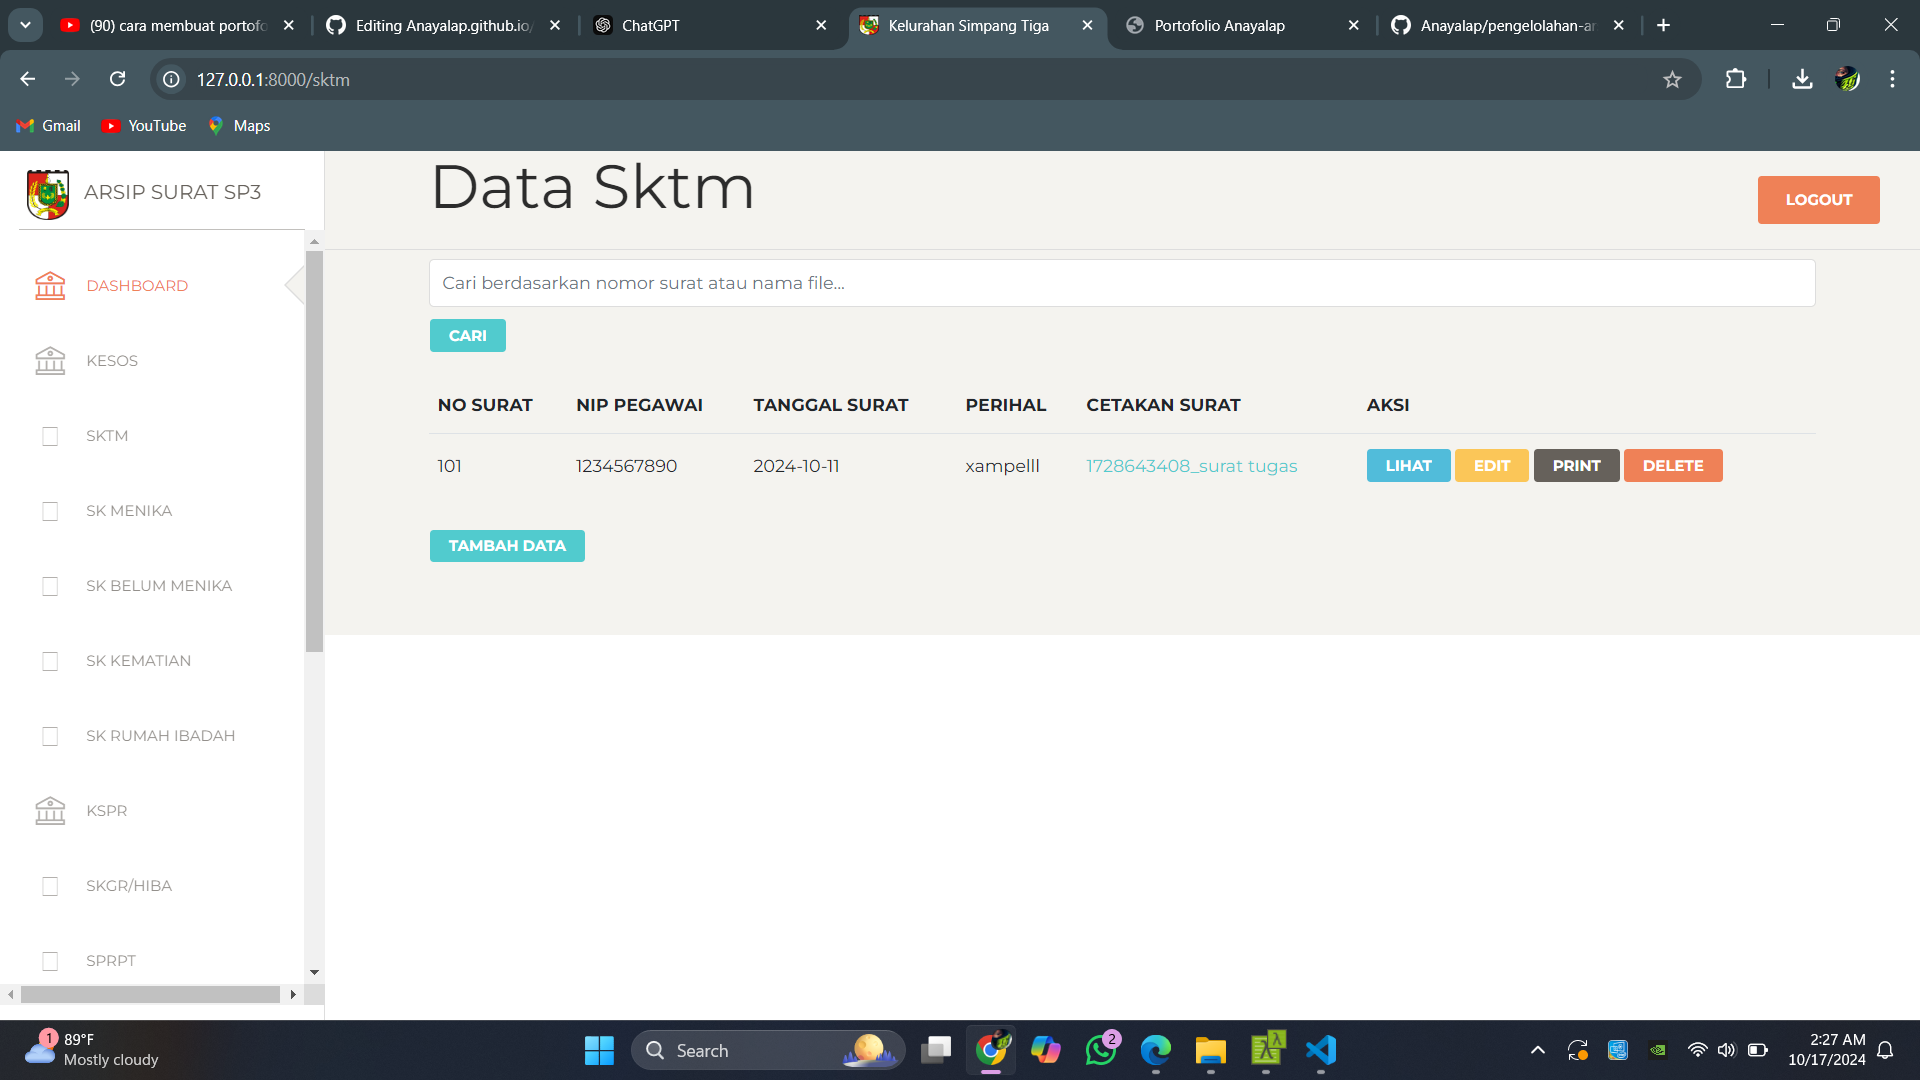 (90) cara membuat portofo
Editing Anayalap.github.io/
ChatGPT
Kelurahan Simpang Tiga
Portofolio Anayalap
Anayalap/pengelolahan-ar
127.0.0.1:8000/sktm
Gmail
YouTube
Maps
ARSIP SURAT SP3
Data Sktm
LOGOUT
DASHBOARD
KESOS
SKTM
SK MENIKA
SK BELUM MENIKA
SK KEMATIAN
SK RUMAH IBADAH
KSPR
SKGR/HIBA
SPRPT
Cari berdasarkan nomor surat atau nama file...
CARI
NO SURAT NIP PEGAWAI TANGGAL SURAT PERIHAL CETAKAN SURAT AKSI
101 1234567890 2024-10-11 xampelll 1728643408_surat tugas LIHAT EDIT PRINT DELETE
TAMBAH DATA
1
89°F
Mostly cloudy
Search
2
2:27 AM
10/17/2024